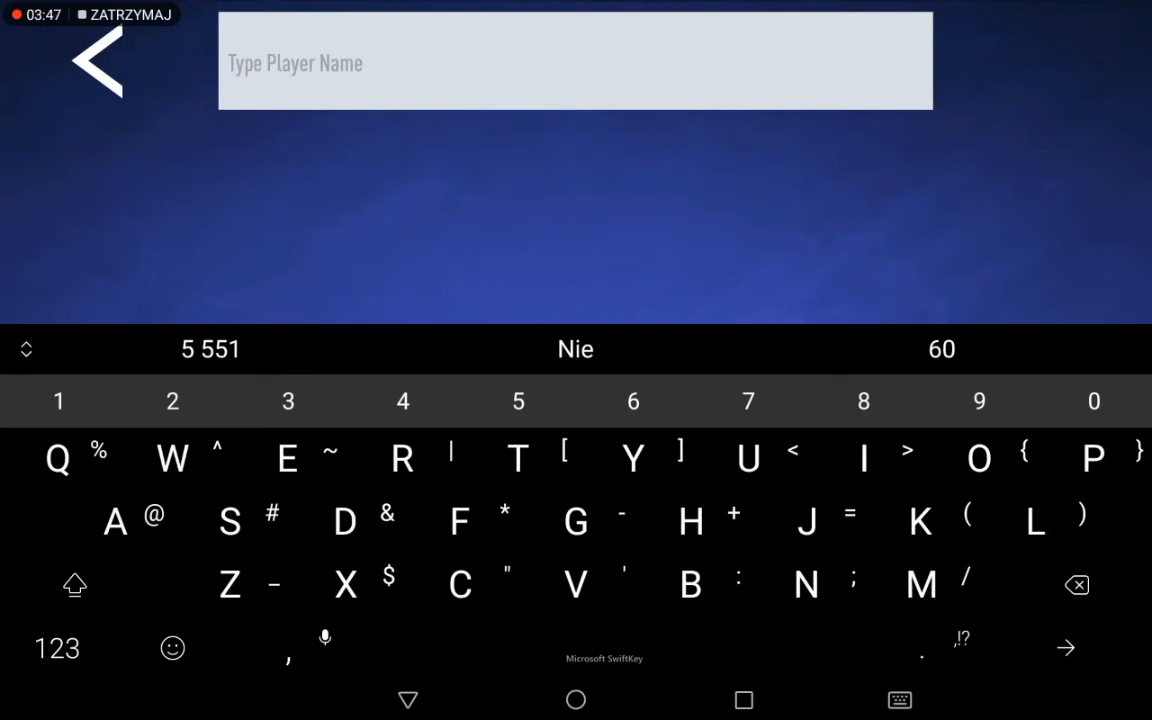 03:47 ZATRZYMAJ
Type Player Name
5 551 Nie 60
1 2 3 4 5 6 7 8 9 0
Q % W ^ E ~ R | T [ Y ] U < I > O { P }
A @ S # D & F * G - H + J = K ( L )
Z _ X $ C " V ' B : N ; M /
123 , Microsoft SwiftKey . ,!?